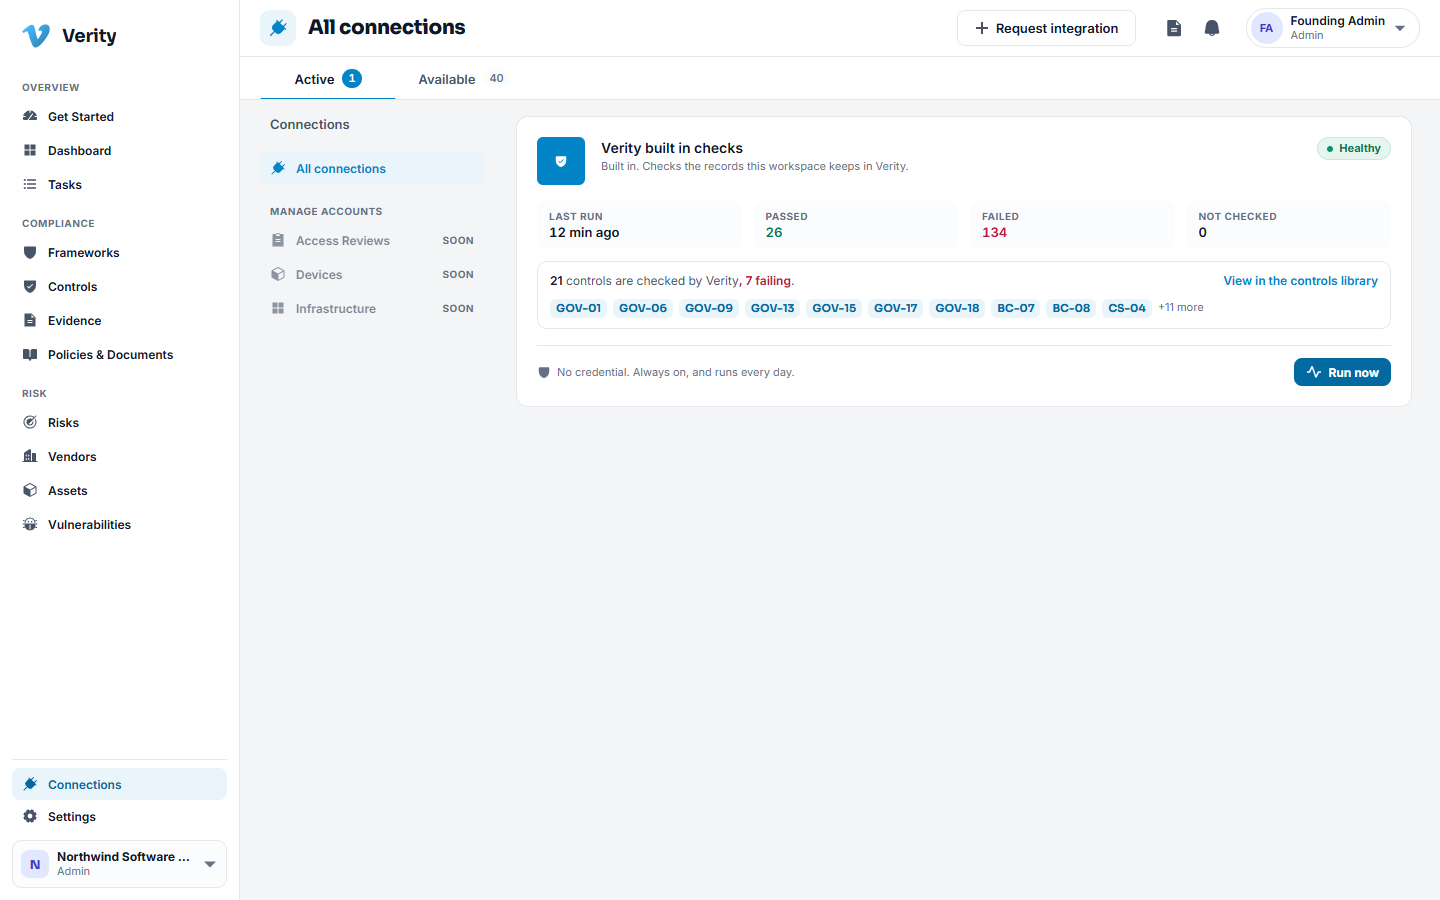 Verity
OVERVIEW
Get Started
Dashboard
Tasks
COMPLIANCE
Frameworks
Controls
Evidence
Policies & Documents
RISK
Risks
Vendors
Assets
Vulnerabilities
Connections
Settings
N
Northwind Software ...
Admin
All connections
Request integration
FA
Founding Admin
Admin
Active 1
Available 40
Connections
All connections
MANAGE ACCOUNTS
Access Reviews SOON
Devices SOON
Infrastructure SOON
Verity built in checks
Built in. Checks the records this workspace keeps in Verity.
Healthy
LAST RUN
12 min ago
PASSED
26
FAILED
134
NOT CHECKED
0
21 controls are checked by Verity, 7 failing.
View in the controls library
GOV-01 GOV-06 GOV-09 GOV-13 GOV-15 GOV-17 GOV-18 BC-07 BC-08 CS-04 +11 more
No credential. Always on, and runs every day.
Run now